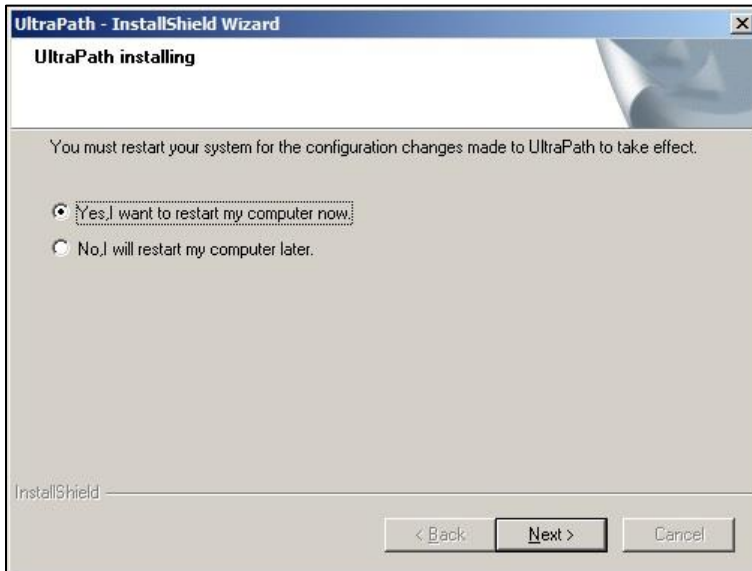 UltraPath - InstallShield Wizard
UltraPath installing
You must restart your system for the configuration changes made to UltraPath to take effect.
Yes,I want to restart my computer now.
No,I will restart my computer later.
InstallShield
< Back
Next >
Cancel